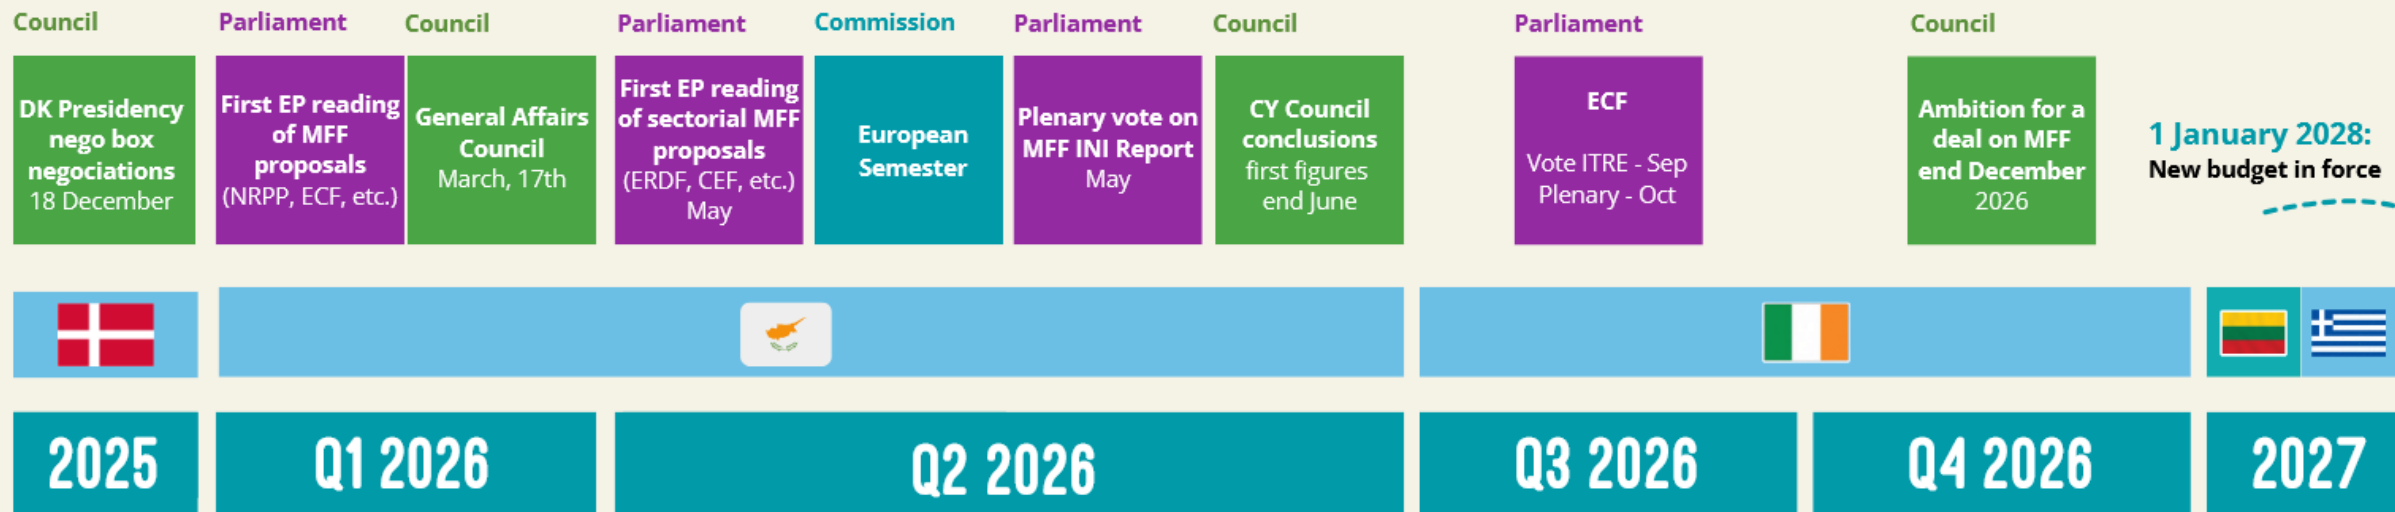 Council
DK Presidency
nego box
negociations
18 December
Parliament
First EP reading
of MFF
proposals
(NRPP, ECF, etc.)
Council
General Affairs
Council
March, 17th
Parliament
First EP reading
of sectorial MFF
proposals
(ERDF, CEF, etc.)
May
Commission
European
Semester
Parliament
Plenary vote on
MFF INI Report
May
Council
CY Council
conclusions
first figures
end June
Parliament
ECF
Vote ITRE - Sep
Plenary - Oct
Council
Ambition for a
deal on MFF
end December
2026
1 January 2028:
New budget in force
2025
Q1 2026
Q2 2026
Q3 2026
Q4 2026
2027